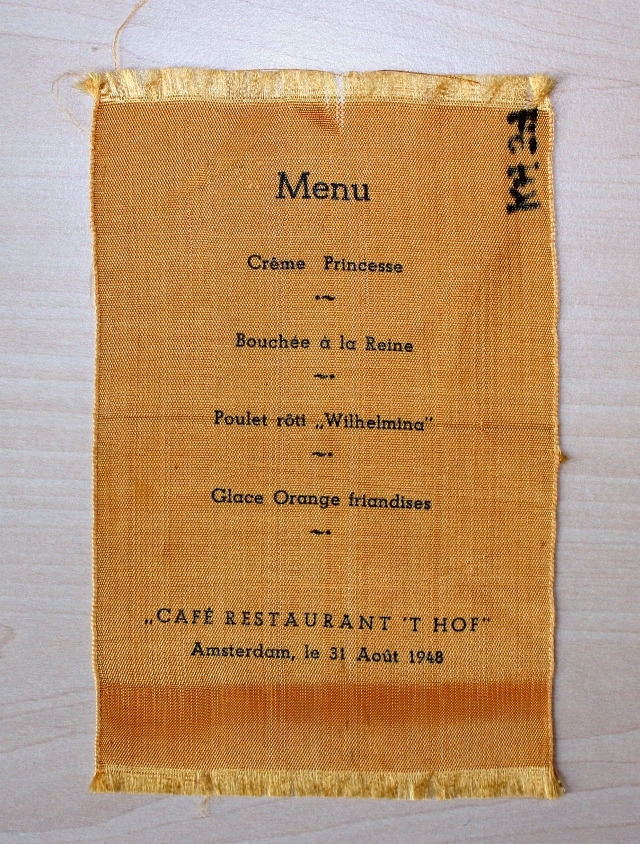 Menu
Crême Princesse
Bouchée à la Reine
Poulet rôti „Wilhelmina”
Glace Orange friandises
„CAFÉ RESTAURANT 'T HOF”
Amsterdam, le 31 Août 1948